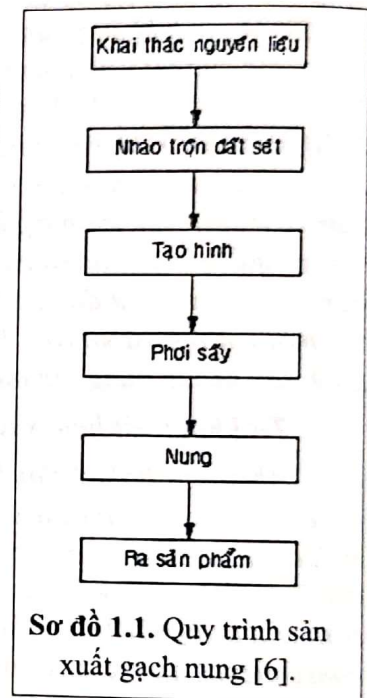 Khai thác nguyên liệu
Nhào trộn đất sét
Tạo hình
Phơi sấy
Nung
Ra sản phẩm
Sơ đồ 1.1. Quy trình sản
xuất gạch nung [6].